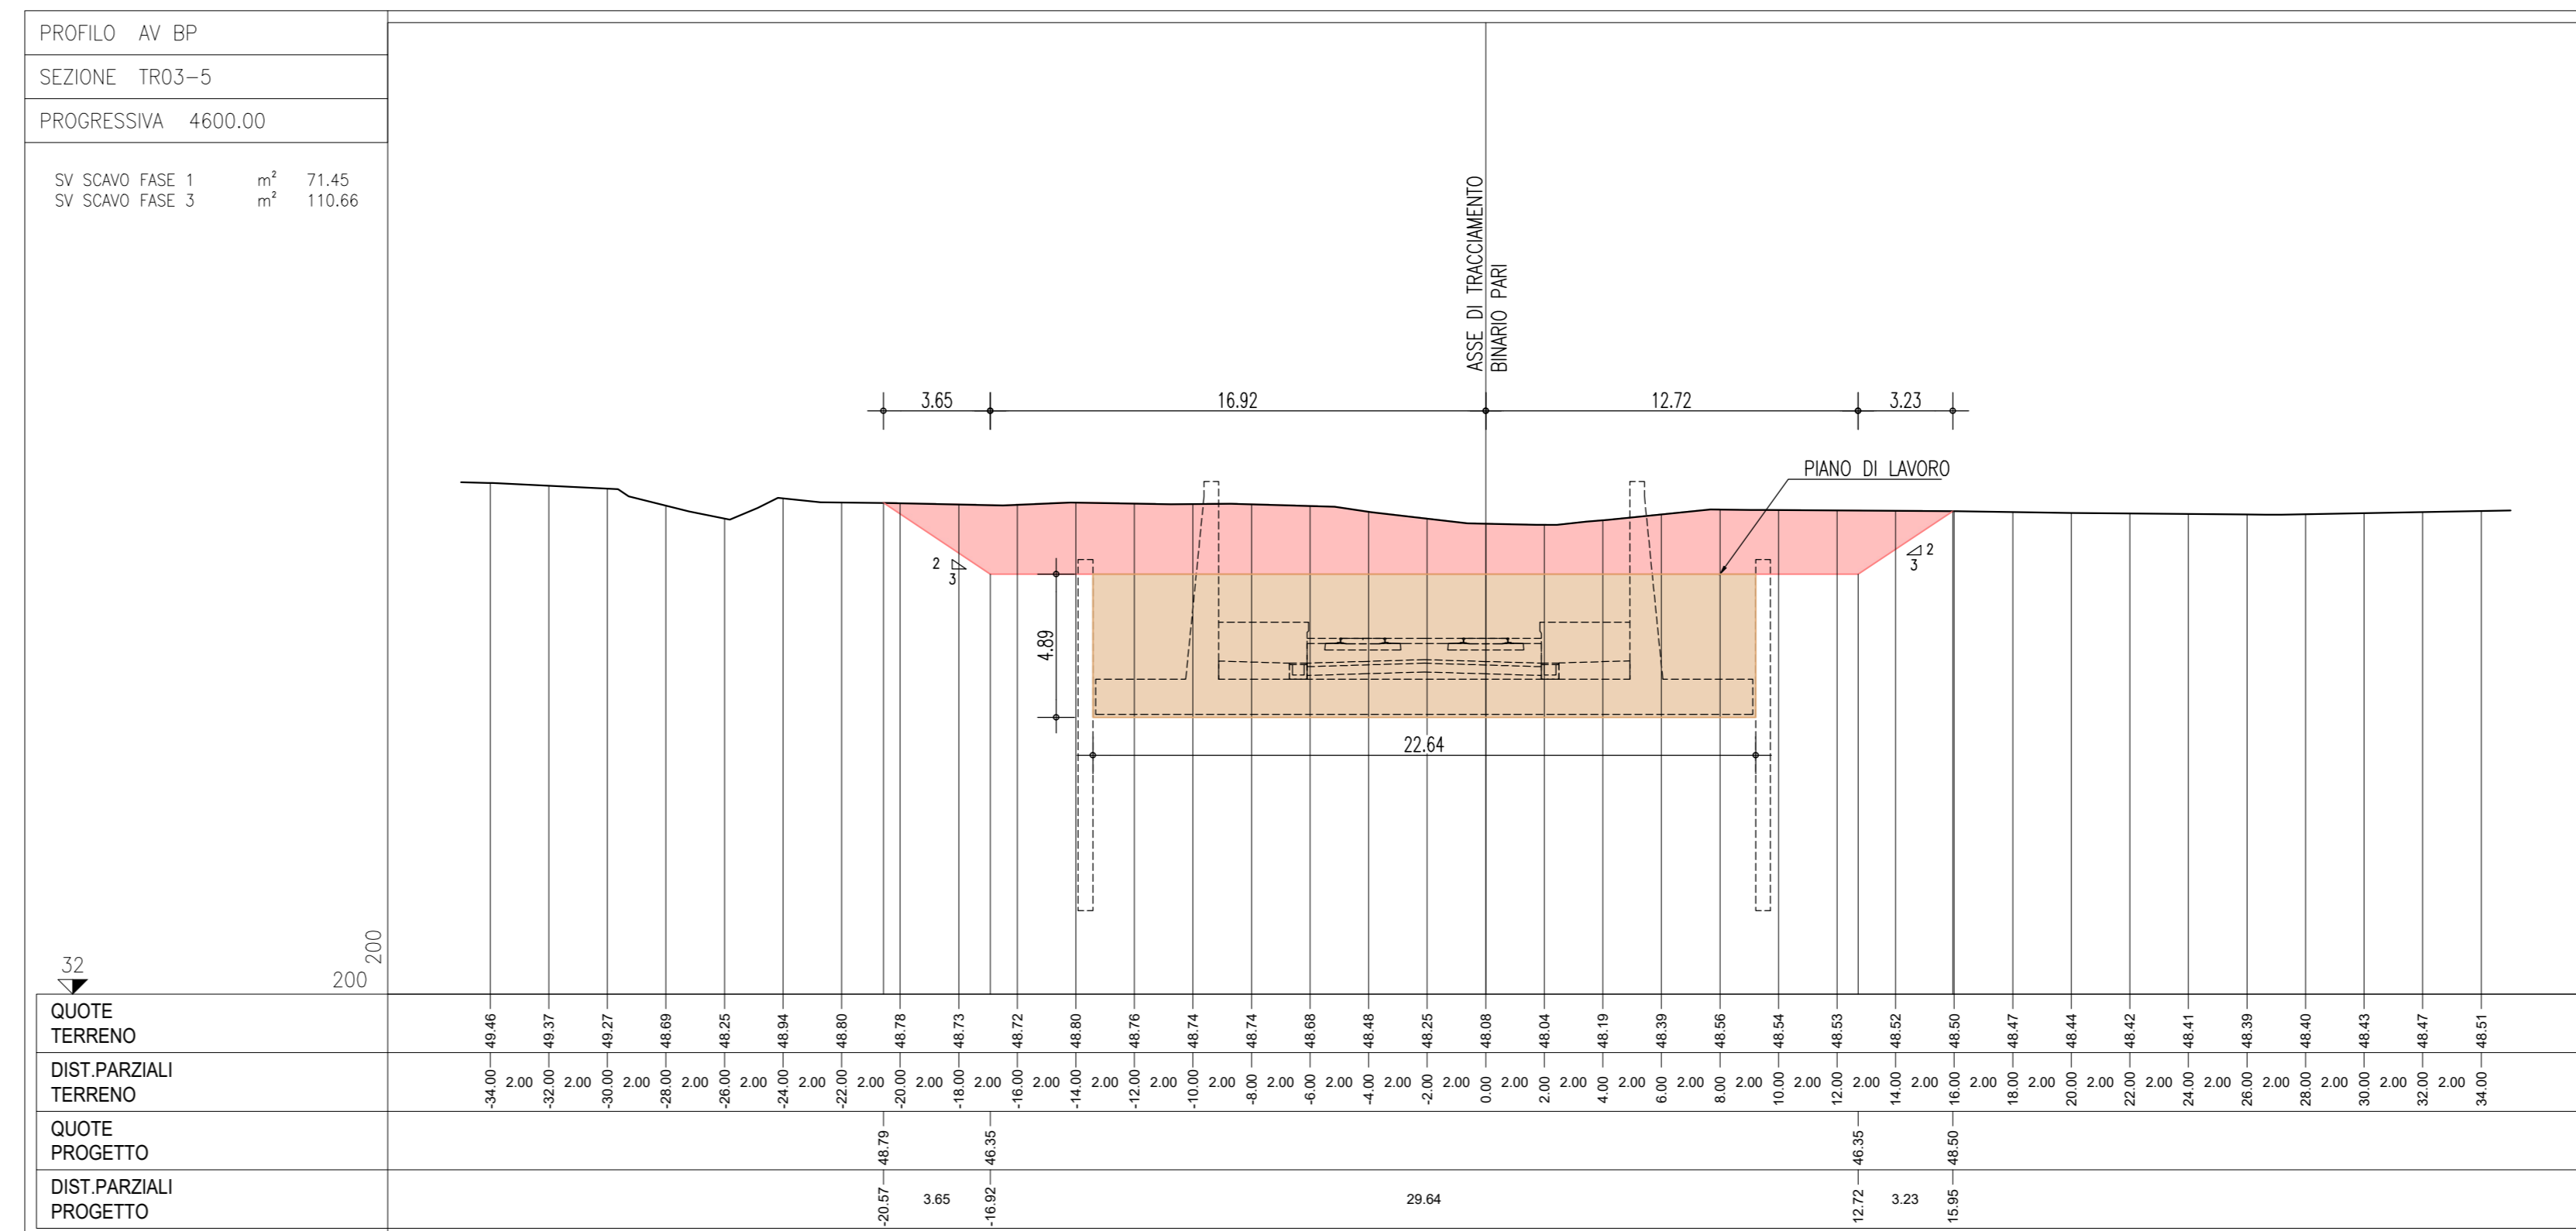 PROFILO AV BP
SEZIONE TR03-5
PROGRESSIVA 4600.00
SV SCAVO FASE 1 m² 71.45
SV SCAVO FASE 3 m² 110.66
ASSE DI TRACCIAMENTO
BINARIO PARI
3.65 16.92 12.72 3.23
PIANO DI LAVORO
2
3
2
3
4.89
22.64
32
200
200
QUOTE
TERRENO
49.46 49.37 49.27 48.69 48.25 48.94 48.80 48.78 48.73 48.72 48.80 48.76 48.74 48.74 48.68 48.48 48.25 48.08 48.04 48.19 48.39 48.56 48.54 48.53 48.52 48.50 48.47 48.44 48.42 48.41 48.39 48.40 48.43 48.47 48.51
DIST.PARZIALI
TERRENO
-34.00 2.00 -32.00 2.00 -30.00 2.00 -28.00 2.00 -26.00 2.00 -24.00 2.00 -22.00 2.00 -20.00 2.00 -18.00 2.00 -16.00 2.00 -14.00 2.00 -12.00 2.00 -10.00 2.00 -8.00 2.00 -6.00 2.00 -4.00 2.00 -2.00 2.00 0.00 2.00 2.00 2.00 4.00 2.00 6.00 2.00 8.00 2.00 10.00 2.00 12.00 2.00 14.00 2.00 16.00 2.00 18.00 2.00 20.00 2.00 22.00 2.00 24.00 2.00 26.00 2.00 28.00 2.00 30.00 2.00 32.00 2.00 34.00
QUOTE
PROGETTO
48.79 46.35 46.35 48.50
DIST.PARZIALI
PROGETTO
-20.57 3.65 -16.92 29.64 12.72 3.23 15.95